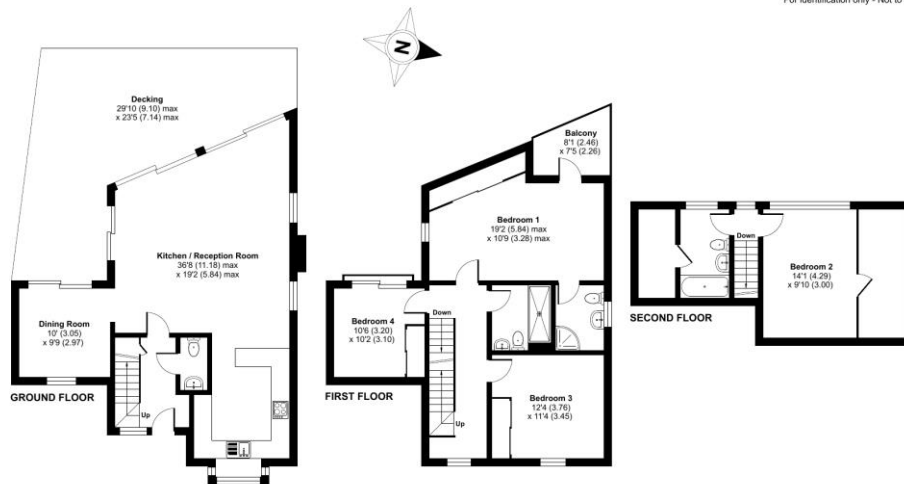 For identification only - Not to
N
Decking
29'10 (9.10) max
x 23'5 (7.14) max
Kitchen / Reception Room
36'8 (11.18) max
x 19'2 (5.84) max
Dining Room
10' (3.05)
x 9'9 (2.97)
Up
GROUND FLOOR
Balcony
8'1 (2.46)
x 7'5 (2.26)
Bedroom 1
19'2 (5.84) max
x 10'9 (3.28) max
Bedroom 4
10'6 (3.20)
x 10'2 (3.10)
Down
Bedroom 3
12'4 (3.76)
x 11'4 (3.45)
Up
FIRST FLOOR
Down
Bedroom 2
14'1 (4.29)
x 9'10 (3.00)
SECOND FLOOR